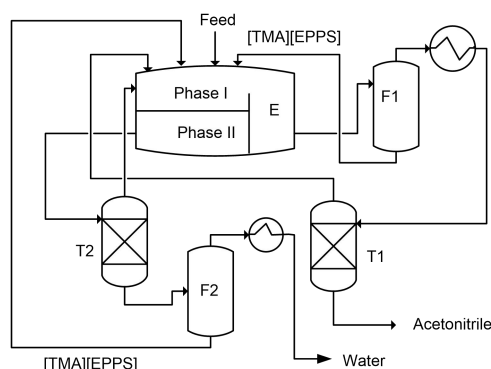 Feed
[TMA][EPPS]
F1
Phase I
E
Phase II
T2
T1
F2
Acetonitrile
Water
[TMA][EPPS]